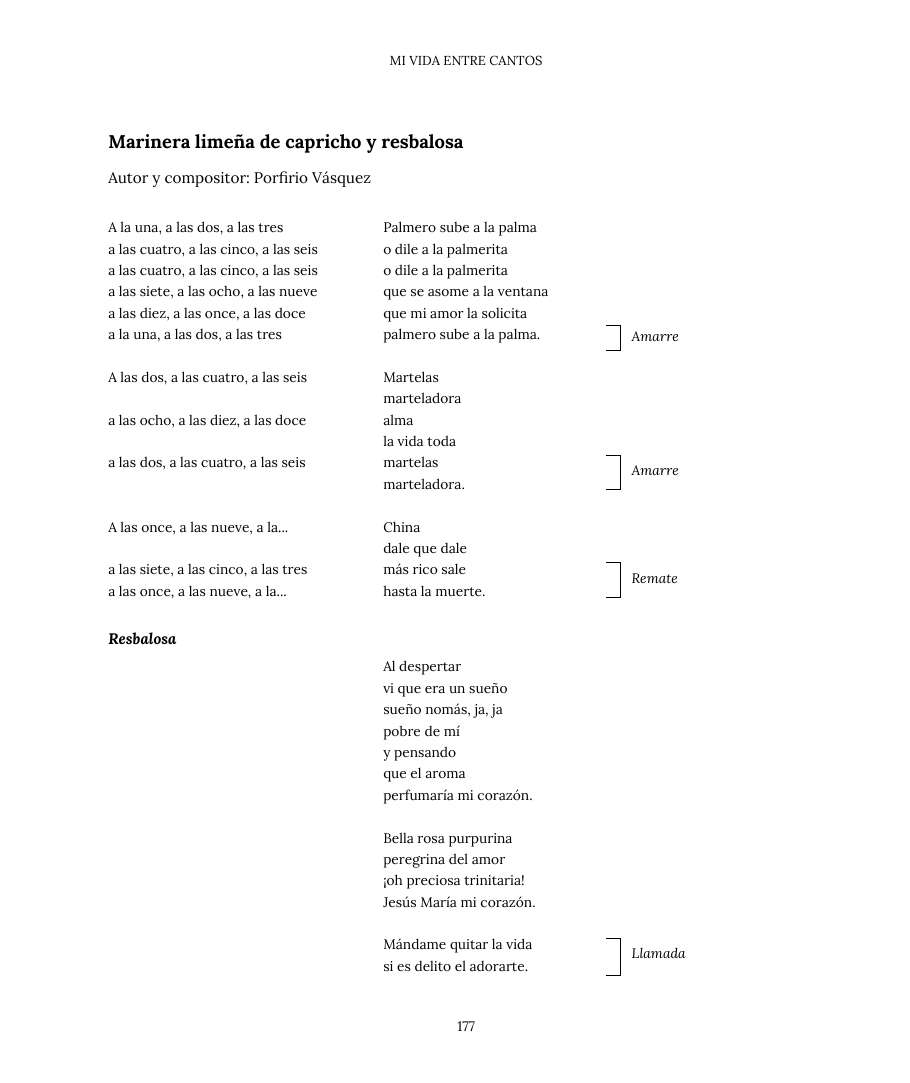 MI VIDA ENTRE CANTOS
Marinera limeña de capricho y resbalosa
Autor y compositor: Porfirio Vásquez
A la una, a las dos, a las tres
a las cuatro, a las cinco, a las seis
a las cuatro, a las cinco, a las seis
a las siete, a las ocho, a las nueve
a las diez, a las once, a las doce
a la una, a las dos, a las tres
A las dos, a las cuatro, a las seis
a las ocho, a las diez, a las doce
a las dos, a las cuatro, a las seis
A las once, a las nueve, a la...
a las siete, a las cinco, a las tres
a las once, a las nueve, a la...
Palmero sube a la palma
o dile a la palmerita
o dile a la palmerita
que se asome a la ventana
que mi amor la solicita
palmero sube a la palma.
Amarre
Martelas
marteladora
alma
la vida toda
martelas
marteladora.
Amarre
China
dale que dale
más rico sale
hasta la muerte.
Remate
Resbalosa
Al despertar
vi que era un sueño
sueño nomás, ja, ja
pobre de mí
y pensando
que el aroma
perfumaría mi corazón.
Bella rosa purpurina
peregrina del amor
¡oh preciosa trinitaria!
Jesús María mi corazón.
Mándame quitar la vida
si es delito el adorarte.
Llamada
177